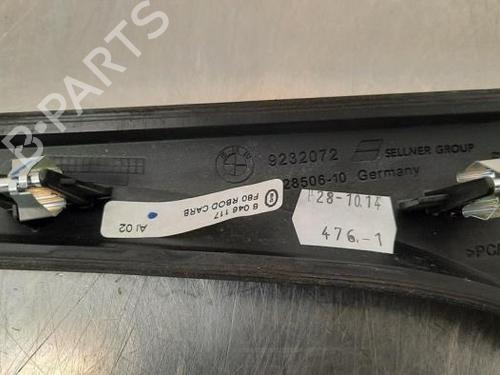 B-PARTS
BMW
9232072
SELLNER GROUP
28506-10 Germany
8 046 117
F80 RBOD CARB
AI 02
28-10.14
476.-1